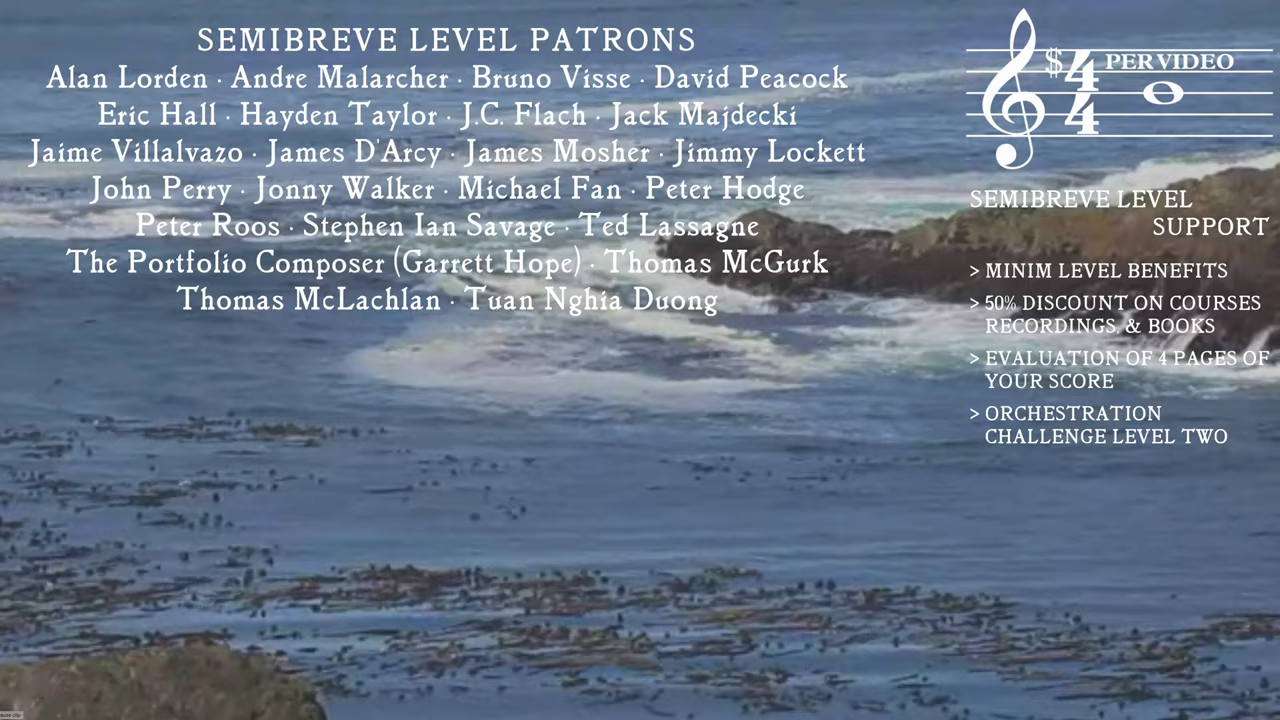 SEMIBREVE LEVEL PATRONS
Alan Lorden · Andre Malarcher · Bruno Visse · David Peacock
Eric Hall · Hayden Taylor · J.C. Flach · Jack Majdecki
Jaime Villalvazo · James D'Arcy · James Mosher · Jimmy Lockett
John Perry · Jonny Walker · Michael Fan · Peter Hodge
Peter Roos · Stephen Ian Savage · Ted Lassagne
The Portfolio Composer (Garrett Hope) · Thomas McGurk
Thomas McLachlan · Tuan Nghia Duong
$ 4/4 PER VIDEO
SEMIBREVE LEVEL
SUPPORT
> MINIM LEVEL BENEFITS
> 50% DISCOUNT ON COURSES
RECORDINGS, & BOOKS
> EVALUATION OF 4 PAGES OF
YOUR SCORE
> ORCHESTRATION
CHALLENGE LEVEL TWO